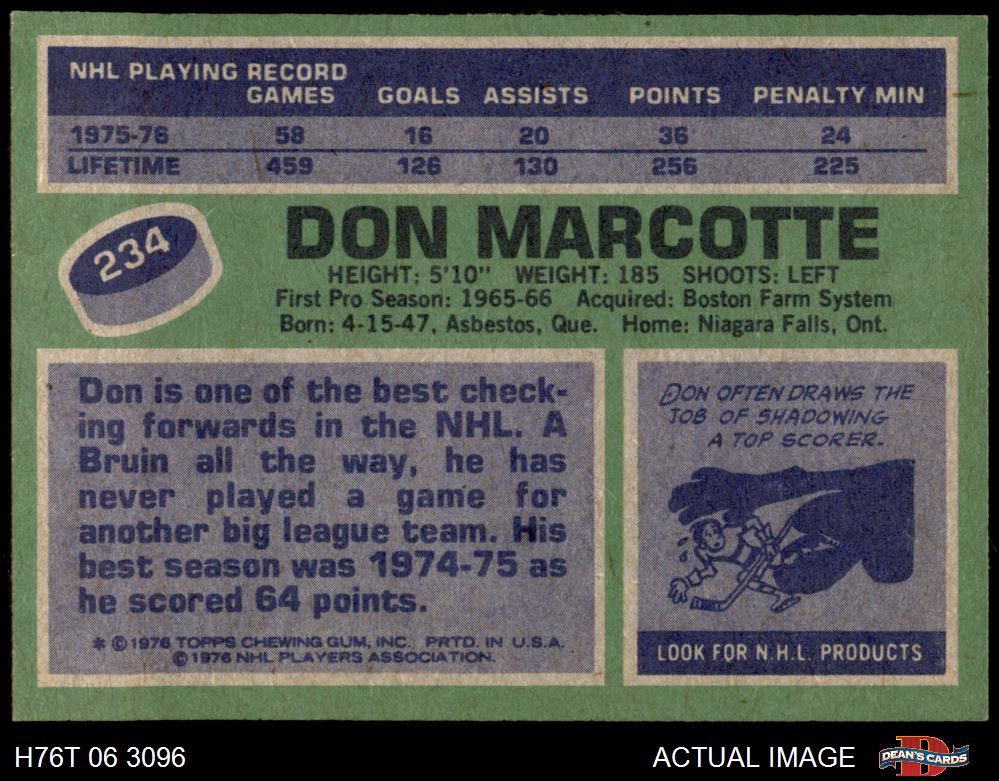 NHL PLAYING RECORD
GAMES GOALS ASSISTS POINTS PENALTY MIN
1975-76 58 16 20 36 24
LIFETIME 459 126 130 256 225
234
DON MARCOTTE
HEIGHT: 5'10" WEIGHT: 185 SHOOTS: LEFT
First Pro Season: 1965-66 Acquired: Boston Farm System
Born: 4-15-47, Asbestos, Que. Home: Niagara Falls, Ont.
Don is one of the best check-
ing forwards in the NHL. A
Bruin all the way, he has
never played a game for
another big league team. His
best season was 1974-75 as
he scored 64 points.
* © 1976 TOPPS CHEWING GUM, INC. PRTD. IN U.S.A.
© 1976 NHL PLAYERS ASSOCIATION.
DON OFTEN DRAWS THE
JOB OF SHADOWING
A TOP SCORER.
LOOK FOR N.H.L. PRODUCTS
H76T 06 3096
ACTUAL IMAGE
DEAN'S CARDS